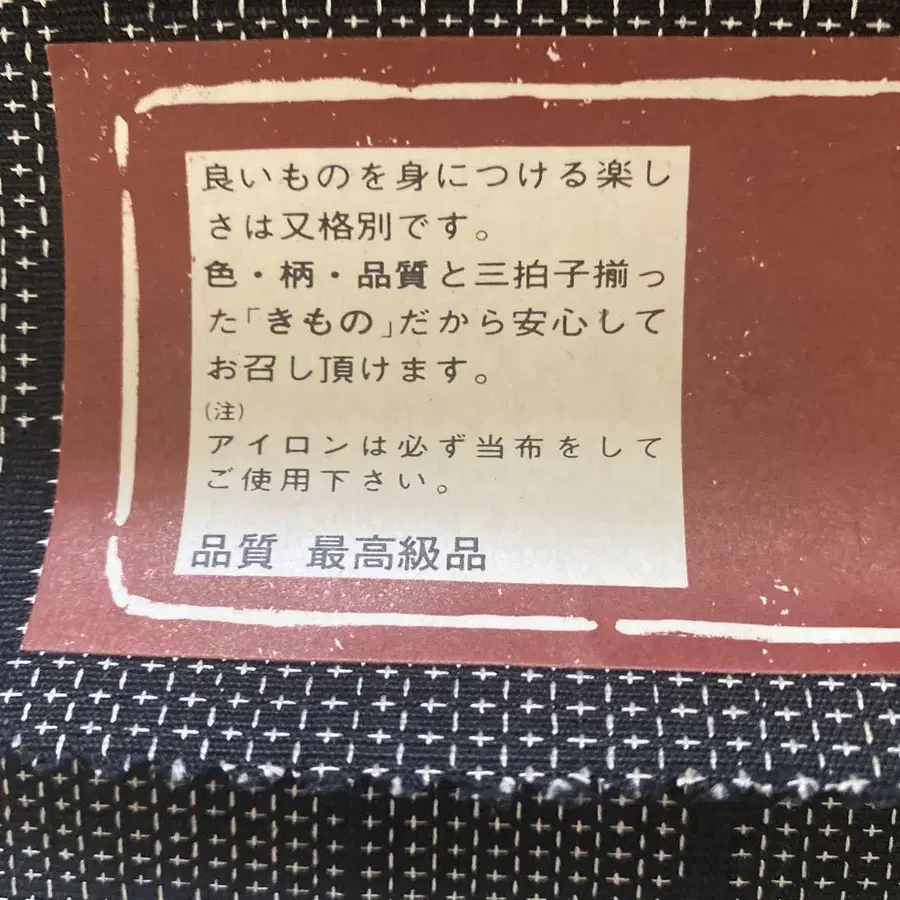 良いものを身につける楽し
さは又格別です。
色・柄・品質と三拍子揃っ
た「きもの」だから安心して
お召し頂けます。
(注)
アイロンは必ず当布をして
ご使用下さい。
品質 最高級品